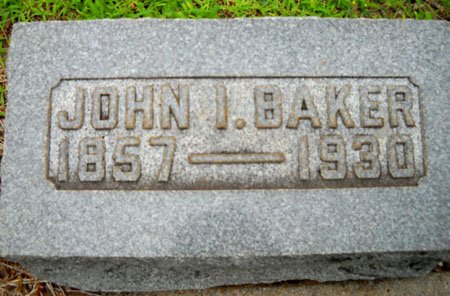 JOHN I. BAKER
1857 — 1930